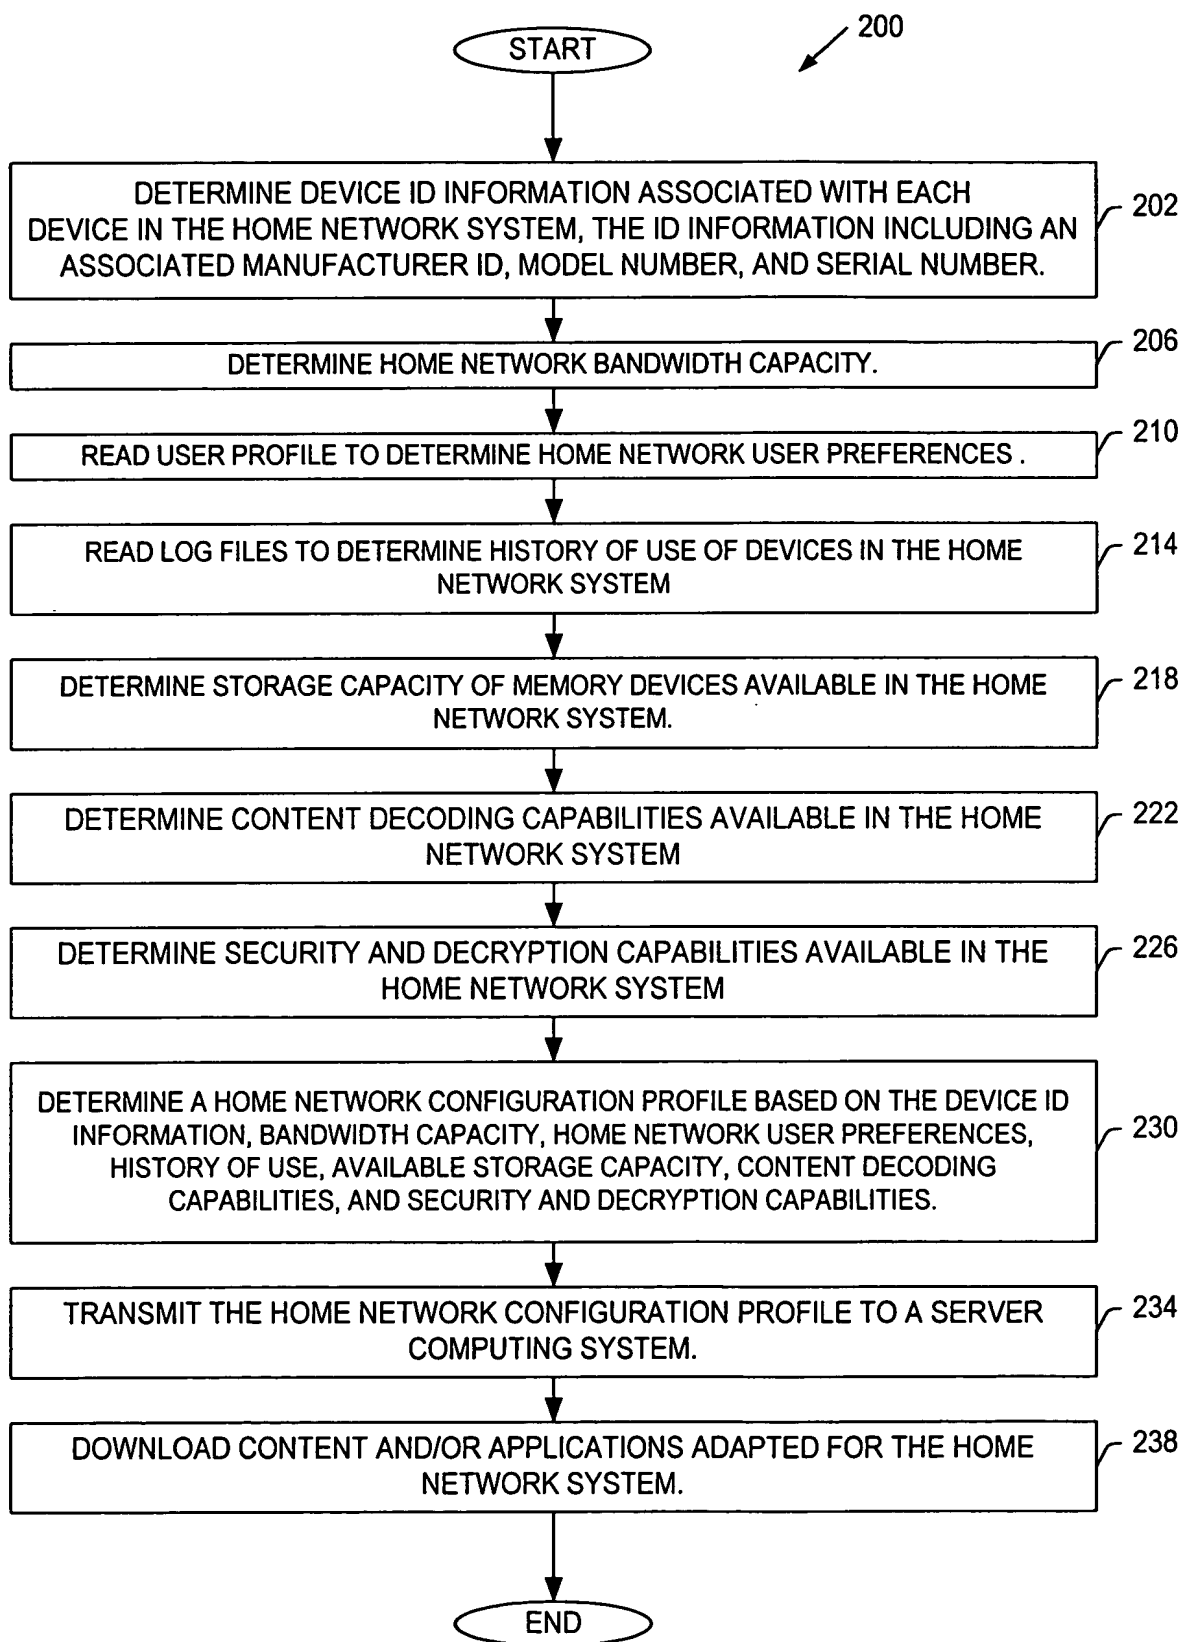 200
START
DETERMINE DEVICE ID INFORMATION ASSOCIATED WITH EACH
DEVICE IN THE HOME NETWORK SYSTEM, THE ID INFORMATION INCLUDING AN
ASSOCIATED MANUFACTURER ID, MODEL NUMBER, AND SERIAL NUMBER.
202
DETERMINE HOME NETWORK BANDWIDTH CAPACITY.
206
READ USER PROFILE TO DETERMINE HOME NETWORK USER PREFERENCES .
210
READ LOG FILES TO DETERMINE HISTORY OF USE OF DEVICES IN THE HOME
NETWORK SYSTEM
214
DETERMINE STORAGE CAPACITY OF MEMORY DEVICES AVAILABLE IN THE HOME
NETWORK SYSTEM.
218
DETERMINE CONTENT DECODING CAPABILITIES AVAILABLE IN THE HOME
NETWORK SYSTEM
222
DETERMINE SECURITY AND DECRYPTION CAPABILITIES AVAILABLE IN THE
HOME NETWORK SYSTEM
226
DETERMINE A HOME NETWORK CONFIGURATION PROFILE BASED ON THE DEVICE ID
INFORMATION, BANDWIDTH CAPACITY, HOME NETWORK USER PREFERENCES,
HISTORY OF USE, AVAILABLE STORAGE CAPACITY, CONTENT DECODING
CAPABILITIES, AND SECURITY AND DECRYPTION CAPABILITIES.
230
TRANSMIT THE HOME NETWORK CONFIGURATION PROFILE TO A SERVER
COMPUTING SYSTEM.
234
DOWNLOAD CONTENT AND/OR APPLICATIONS ADAPTED FOR THE HOME
NETWORK SYSTEM.
238
END